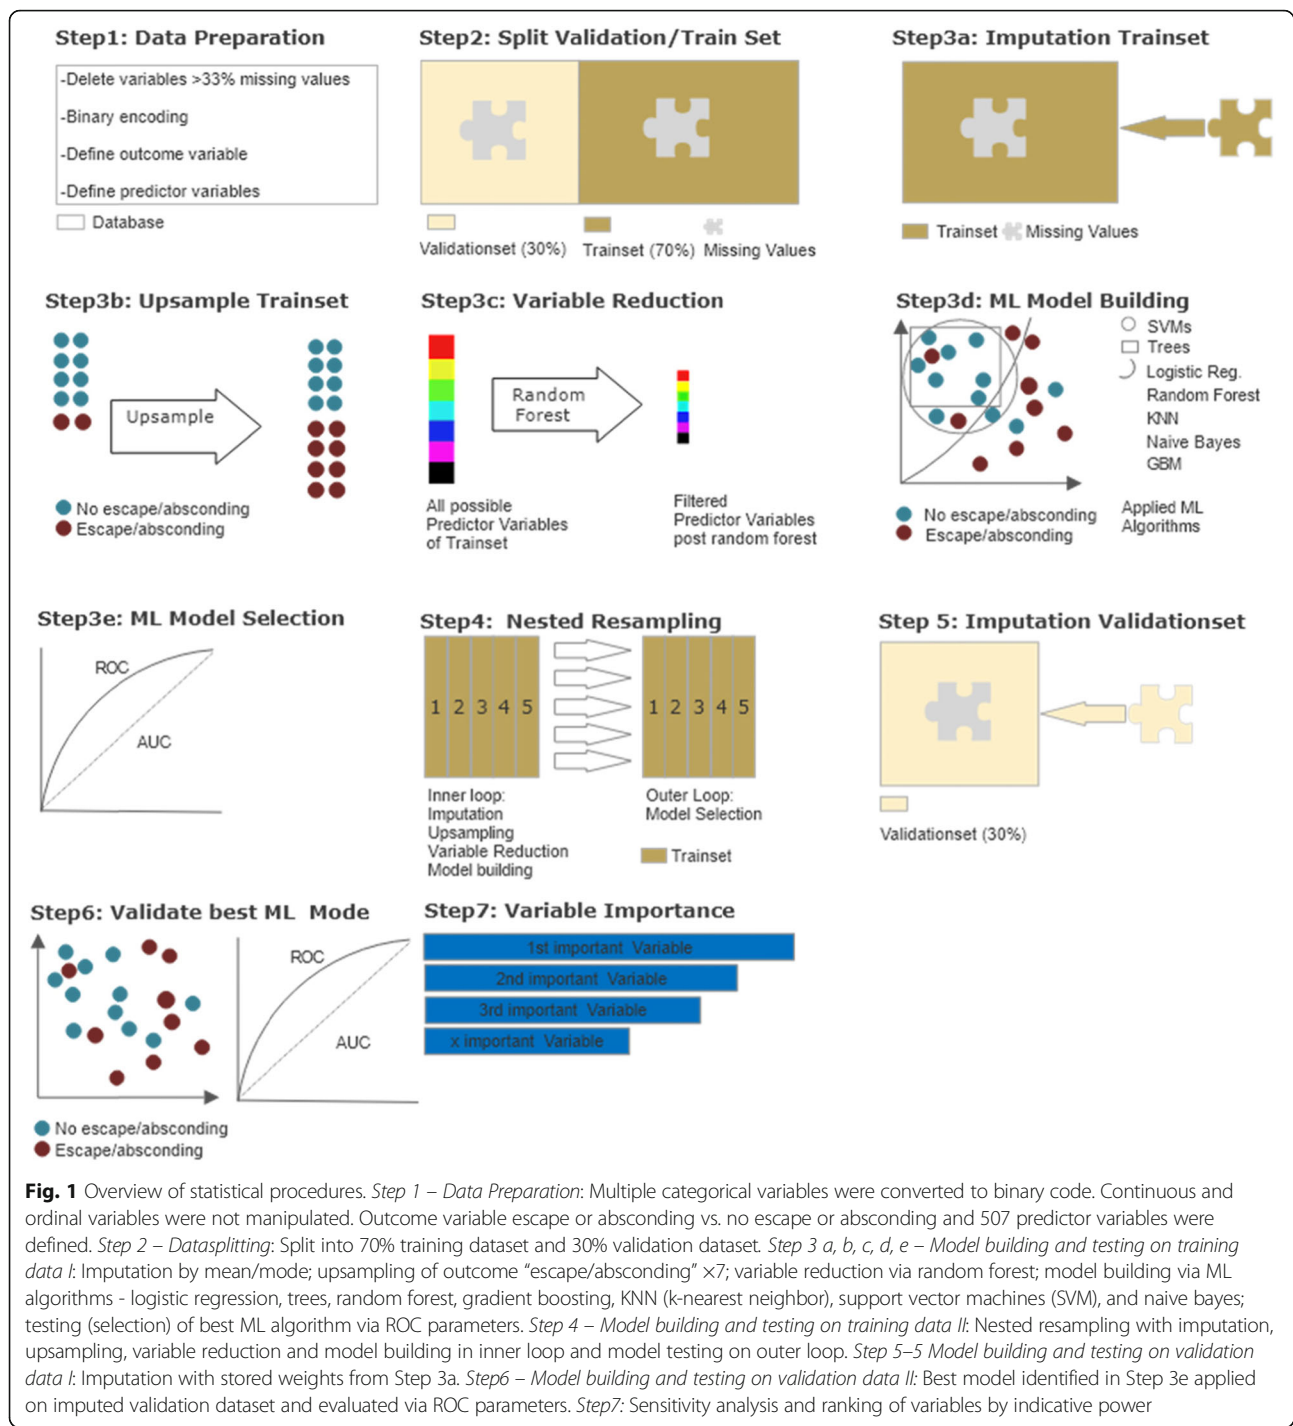 Step1: Data Preparation
-Delete variables >33% missing values
-Binary encoding
-Define outcome variable
-Define predictor variables
Database
Step2: Split Validation/Train Set
Validationset (30%)
Trainset (70%)
Missing Values
Step3a: Imputation Trainset
Trainset
Missing Values
Step3b: Upsample Trainset
Upsample
No escape/absconding
Escape/absconding
Step3c: Variable Reduction
Random
Forest
All possible
Predictor Variables
of Trainset
Filtered
Predictor Variables
post random forest
Step3d: ML Model Building
SVMs
Trees
Logistic Reg.
Random Forest
KNN
Naive Bayes
GBM
No escape/absconding
Escape/absconding
Applied ML
Algorithms
Step3e: ML Model Selection
ROC
AUC
Step4: Nested Resampling
1 2 3 4 5
1 2 3 4 5
Inner loop:
Imputation
Upsampling
Variable Reduction
Model building
Outer Loop:
Model Selection
Trainset
Step 5: Imputation Validationset
Validationset (30%)
Step6: Validate best ML Mode
ROC
AUC
No escape/absconding
Escape/absconding
Step7: Variable Importance
1st important Variable
2nd important Variable
3rd important Variable
x important Variable
Fig. 1 Overview of statistical procedures. Step 1 – Data Preparation: Multiple categorical variables were converted to binary code. Continuous and
ordinal variables were not manipulated. Outcome variable escape or absconding vs. no escape or absconding and 507 predictor variables were
defined. Step 2 – Datasplitting: Split into 70% training dataset and 30% validation dataset. Step 3 a, b, c, d, e – Model building and testing on training
data I: Imputation by mean/mode; upsampling of outcome “escape/absconding” ×7; variable reduction via random forest; model building via ML
algorithms - logistic regression, trees, random forest, gradient boosting, KNN (k-nearest neighbor), support vector machines (SVM), and naive bayes;
testing (selection) of best ML algorithm via ROC parameters. Step 4 – Model building and testing on training data II: Nested resampling with imputation,
upsampling, variable reduction and model building in inner loop and model testing on outer loop. Step 5–5 Model building and testing on validation
data I: Imputation with stored weights from Step 3a. Step6 – Model building and testing on validation data II: Best model identified in Step 3e applied
on imputed validation dataset and evaluated via ROC parameters. Step7: Sensitivity analysis and ranking of variables by indicative power